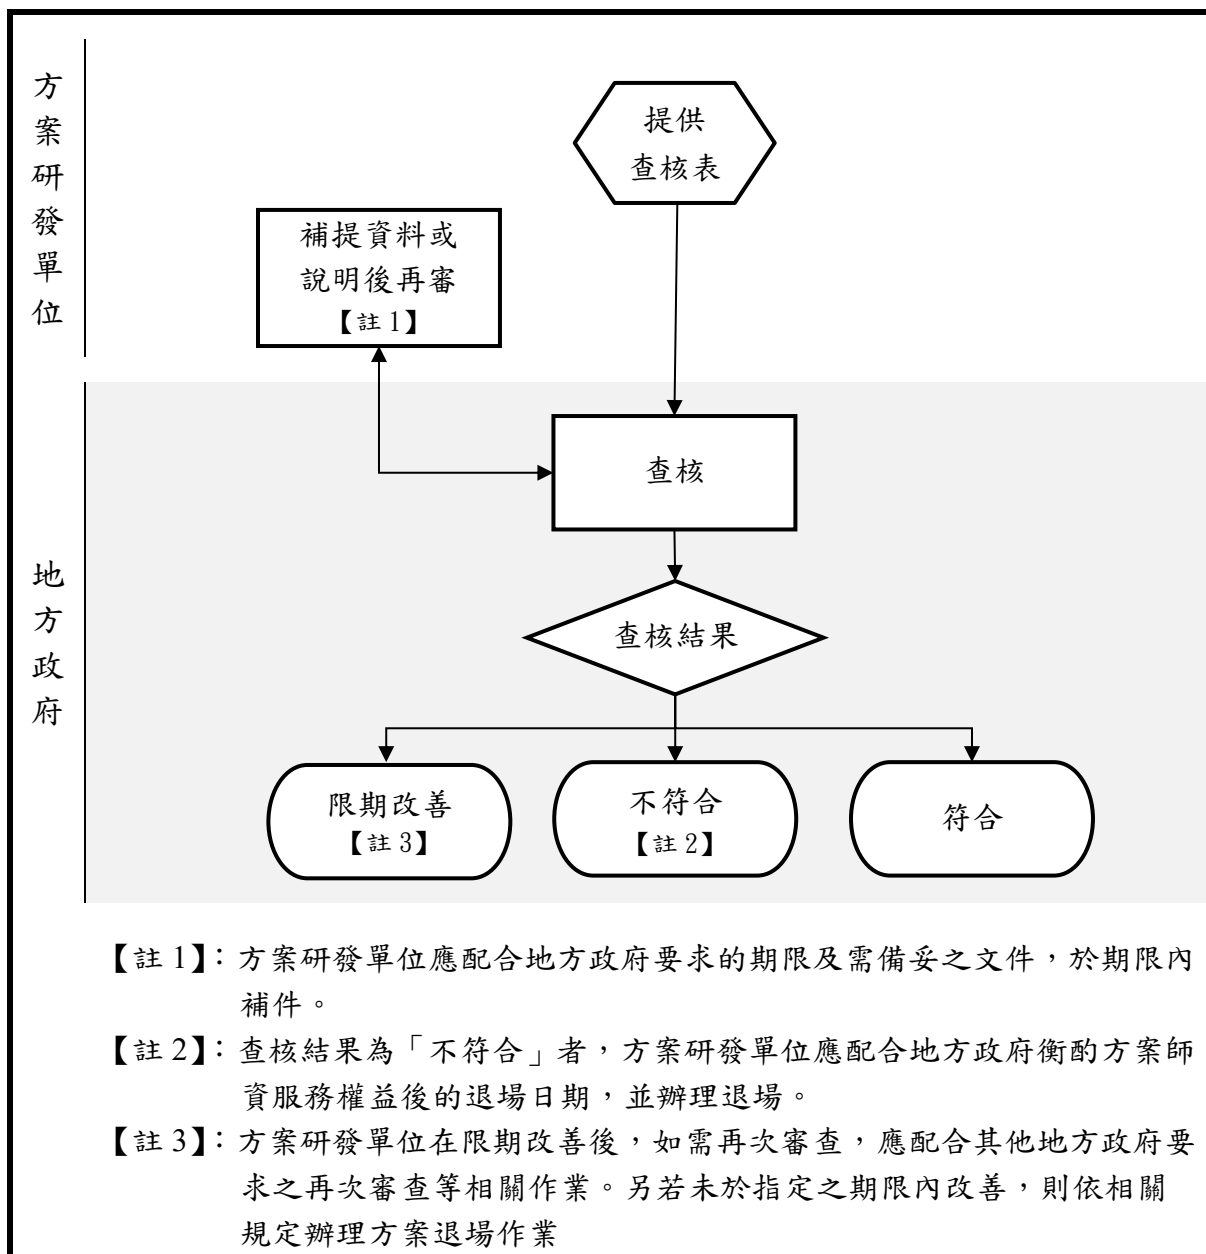 方案研發單位
提供
查核表
補提資料或
說明後再審
【註 1】
地方政府
查核
查核結果
限期改善
【註 3】
不符合
【註 2】
符合
【註 1】：方案研發單位應配合地方政府要求的期限及需備妥之文件，於期限內
補件。
【註 2】：查核結果為「不符合」者，方案研發單位應配合地方政府衡酌方案師
資服務權益後的退場日期，並辦理退場。
【註 3】：方案研發單位在限期改善後，如需再次審查，應配合其他地方政府要
求之再次審查等相關作業。另若未於指定之期限內改善，則依相關
規定辦理方案退場作業